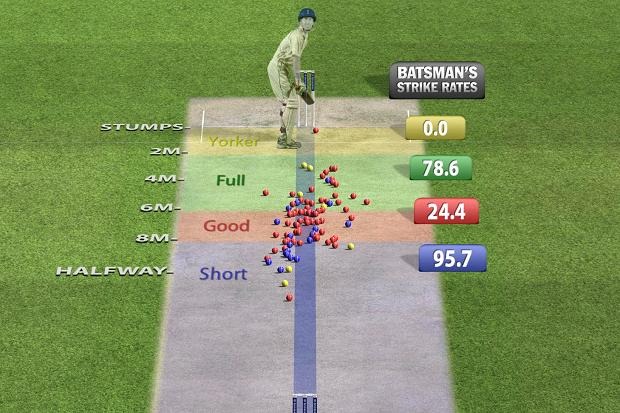 BATSMAN'S
STRIKE RATES
STUMPS-
0.0
Yorker
2M-
4M-
Full
78.6
6M-
Good
24.4
8M-
Short
95.7
HALFWAY-